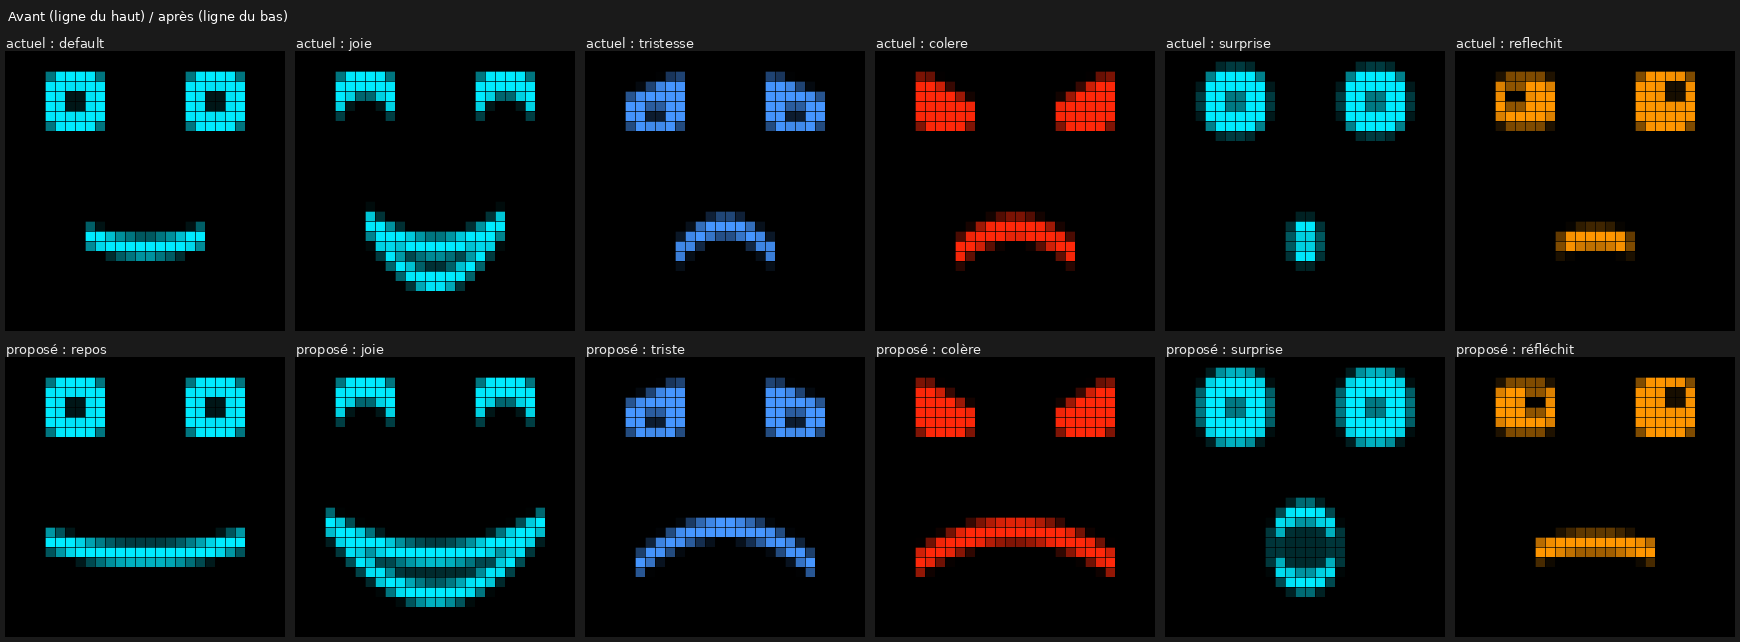 Avant (ligne du haut) / après (ligne du bas)
actuel : default
actuel : joie
actuel : tristesse
actuel : colere
actuel : surprise
actuel : reflechit
proposé : repos
proposé : joie
proposé : triste
proposé : colère
proposé : surprise
proposé : réfléchit